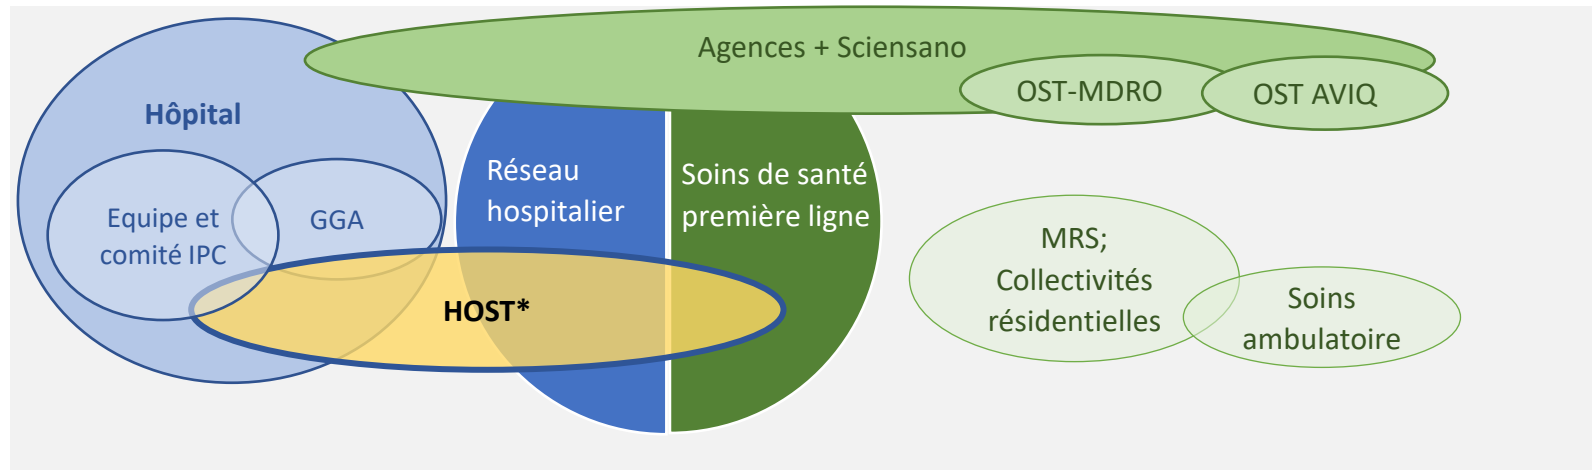 Agences + Sciensano
OST-MDRO
OST AVIQ
Hôpital
Equipe et
comité IPC
GGA
Réseau
hospitalier
Soins de santé
première ligne
HOST*
MRS;
Collectivités
résidentielles
Soins
ambulatoire